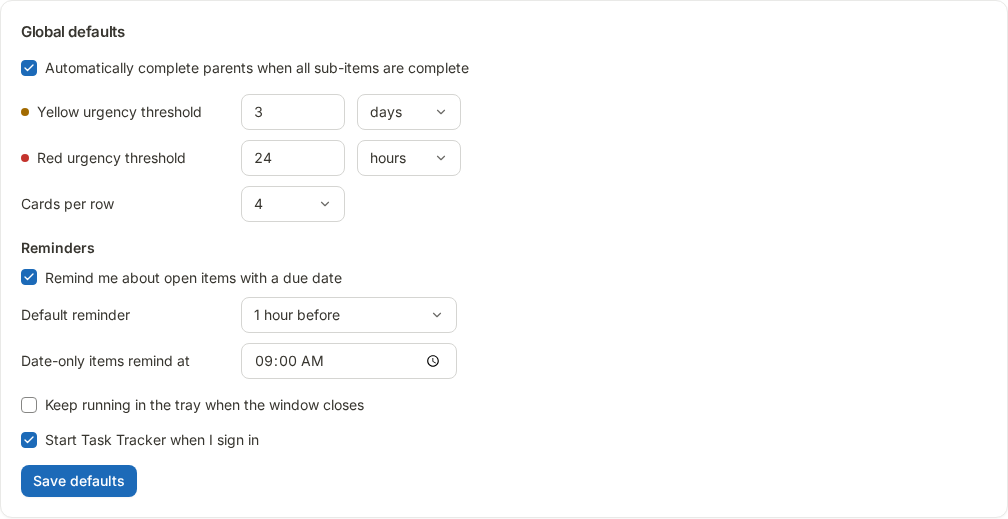 Global defaults
Automatically complete parents when all sub-items are complete
Yellow urgency threshold 3 days
Red urgency threshold 24 hours
Cards per row 4
Reminders
Remind me about open items with a due date
Default reminder 1 hour before
Date-only items remind at 09:00 AM
Keep running in the tray when the window closes
Start Task Tracker when I sign in
Save defaults